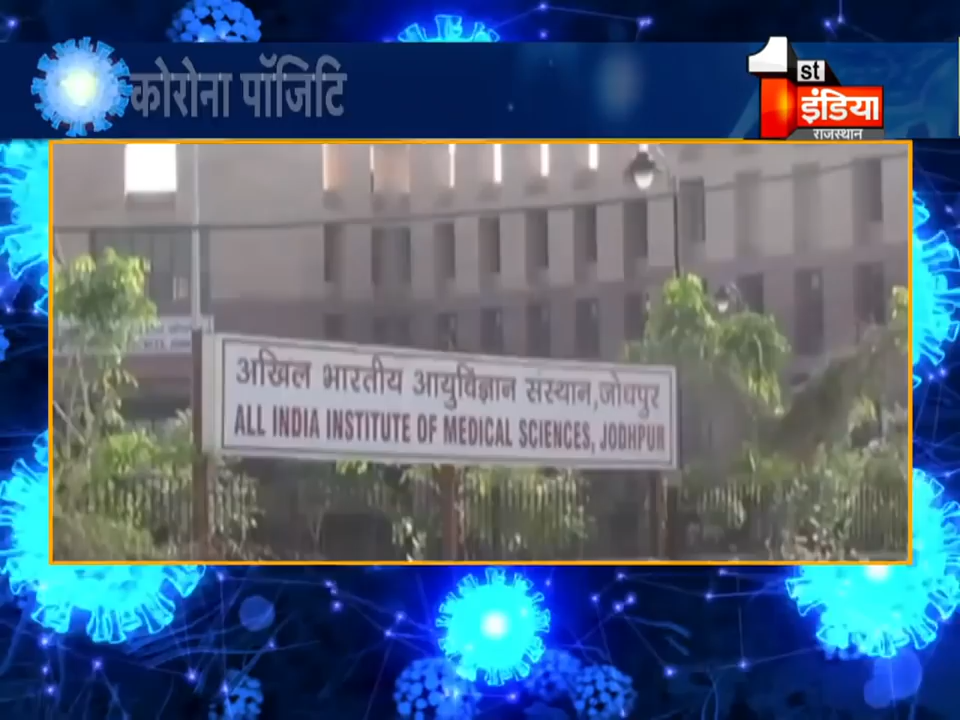 कोरोना पॉजिटि
1st
इंडिया
राजस्थान
अखिल भारतीय आयुर्विज्ञान संस्थान, जोधपुर
ALL INDIA INSTITUTE OF MEDICAL SCIENCES, JODHPUR